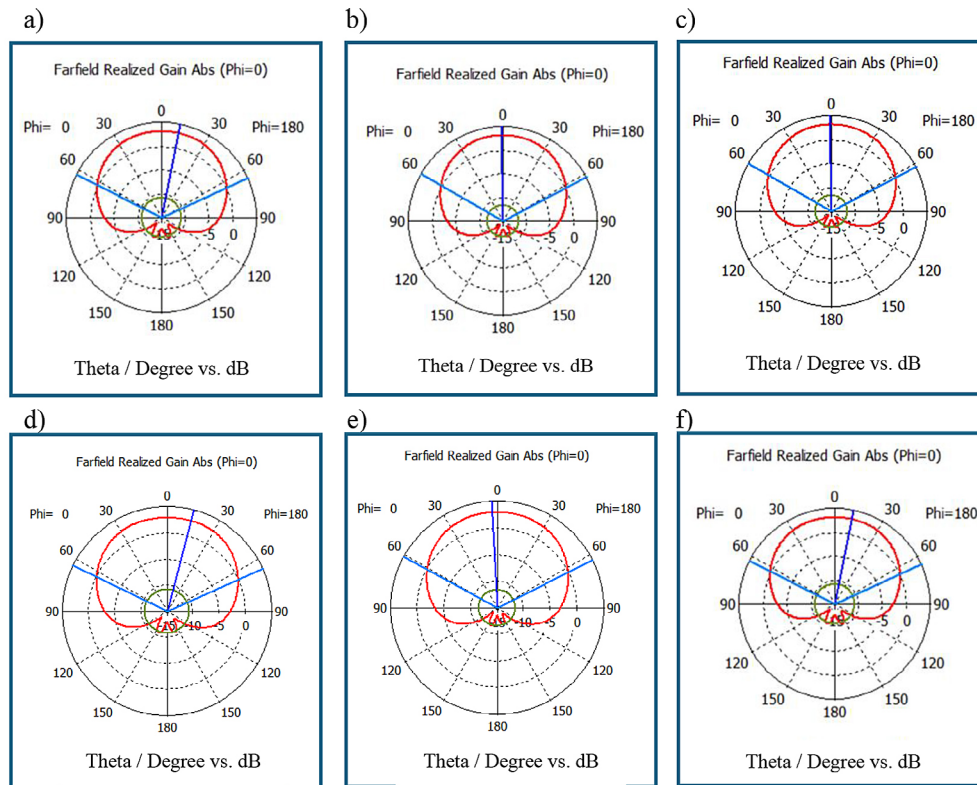 a)
Farfield Realized Gain Abs (Phi=0)
0
Phi= 0 30 30 Phi=180
60 60
90 90
-5 0
120 120
150 150
180
Theta / Degree vs. dB
b)
Farfield Realized Gain Abs (Phi=0)
0
Phi= 0 30 30 Phi=180
60 60
90 90
-5 0
120 120
150 150
180
Theta / Degree vs. dB
c)
Farfield Realized Gain Abs (Phi=0)
0
Phi= 0 30 30 Phi=180
60 60
90 90
-5 0
120 120
150 150
180
Theta / Degree vs. dB
d)
Farfield Realized Gain Abs (Phi=0)
0
Phi= 0 30 30 Phi=180
60 60
90 90
-15 -10 -5 0
120 120
150 150
180
Theta / Degree vs. dB
e)
Farfield Realized Gain Abs (Phi=0)
0
Phi= 0 30 30 Phi=180
60 60
90 90
-15 -10 -5 0
120 120
150 150
180
Theta / Degree vs. dB
f)
Farfield Realized Gain Abs (Phi=0)
0
Phi= 0 30 30 Phi=180
60 60
90 90
-5 0
120 120
150 150
180
Theta / Degree vs. dB